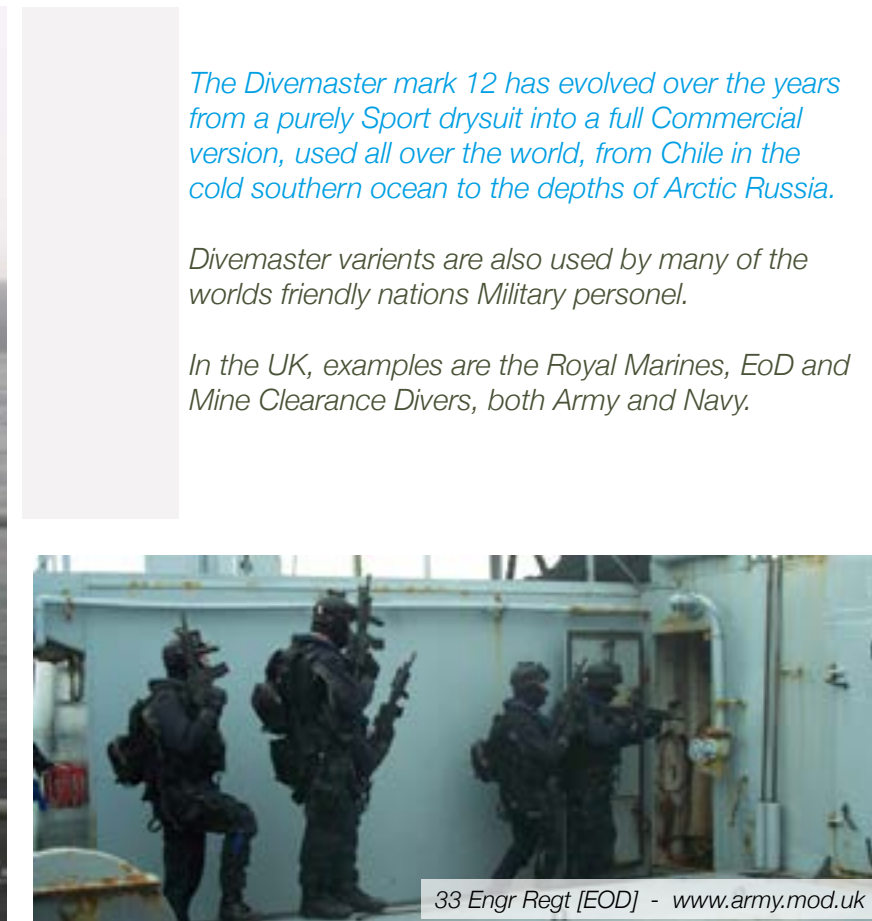 The Divemaster mark 12 has evolved over the years
from a purely Sport drysuit into a full Commercial
version, used all over the world, from Chile in the
cold southern ocean to the depths of Arctic Russia.
Divemaster varients are also used by many of the
worlds friendly nations Military personel.
In the UK, examples are the Royal Marines, EoD and
Mine Clearance Divers, both Army and Navy.
33 Engr Regt [EOD] - www.army.mod.uk